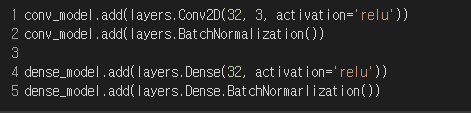 1 conv_model.add(layers.Conv2D(32, 3, activation='relu'))
2 conv_model.add(layers.BatchNormalization())
3
4 dense_model.add(layers.Dense(32, activation='relu'))
5 dense_model.add(layers.Dense.BatchNormarlization())